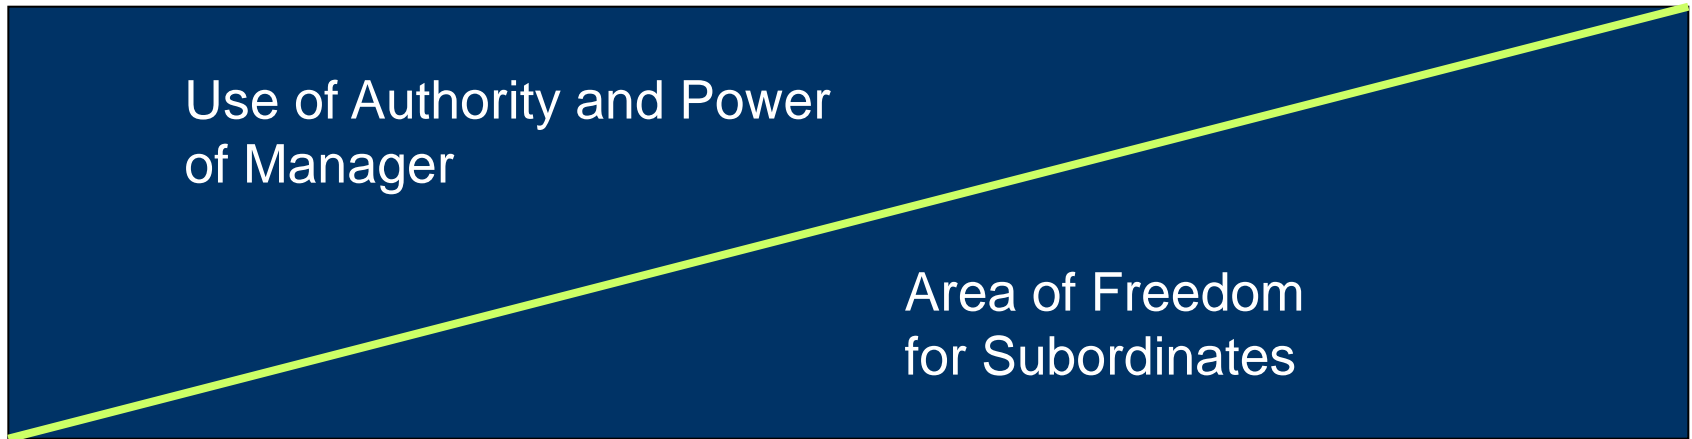 Use of Authority and Power
of Manager
Area of Freedom
for Subordinates